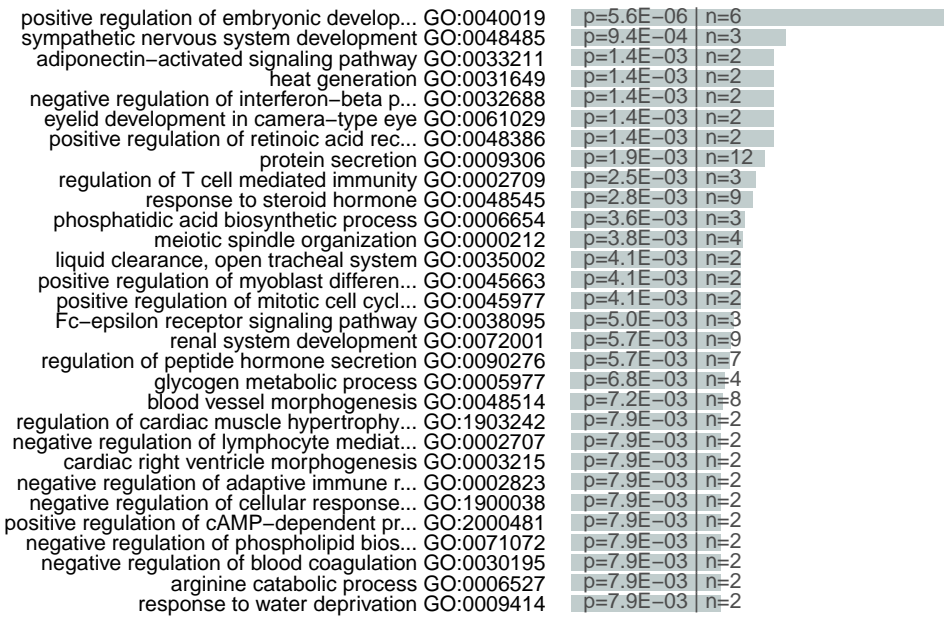 positive regulation of embryonic develop... GO:0040019 p=5.6E−06 n=6
sympathetic nervous system development GO:0048485 p=9.4E−04 n=3
adiponectin−activated signaling pathway GO:0033211 p=1.4E−03 n=2
heat generation GO:0031649 p=1.4E−03 n=2
negative regulation of interferon−beta p... GO:0032688 p=1.4E−03 n=2
eyelid development in camera−type eye GO:0061029 p=1.4E−03 n=2
positive regulation of retinoic acid rec... GO:0048386 p=1.4E−03 n=2
protein secretion GO:0009306 p=1.9E−03 n=12
regulation of T cell mediated immunity GO:0002709 p=2.5E−03 n=3
response to steroid hormone GO:0048545 p=2.8E−03 n=9
phosphatidic acid biosynthetic process GO:0006654 p=3.6E−03 n=3
meiotic spindle organization GO:0000212 p=3.8E−03 n=4
liquid clearance, open tracheal system GO:0035002 p=4.1E−03 n=2
positive regulation of myoblast differen... GO:0045663 p=4.1E−03 n=2
positive regulation of mitotic cell cycl... GO:0045977 p=4.1E−03 n=2
Fc−epsilon receptor signaling pathway GO:0038095 p=5.0E−03 n=3
renal system development GO:0072001 p=5.7E−03 n=9
regulation of peptide hormone secretion GO:0090276 p=5.7E−03 n=7
glycogen metabolic process GO:0005977 p=6.8E−03 n=4
blood vessel morphogenesis GO:0048514 p=7.2E−03 n=8
regulation of cardiac muscle hypertrophy... GO:1903242 p=7.9E−03 n=2
negative regulation of lymphocyte mediat... GO:0002707 p=7.9E−03 n=2
cardiac right ventricle morphogenesis GO:0003215 p=7.9E−03 n=2
negative regulation of adaptive immune r... GO:0002823 p=7.9E−03 n=2
negative regulation of cellular response... GO:1900038 p=7.9E−03 n=2
positive regulation of cAMP−dependent pr... GO:2000481 p=7.9E−03 n=2
negative regulation of phospholipid bios... GO:0071072 p=7.9E−03 n=2
negative regulation of blood coagulation GO:0030195 p=7.9E−03 n=2
arginine catabolic process GO:0006527 p=7.9E−03 n=2
response to water deprivation GO:0009414 p=7.9E−03 n=2